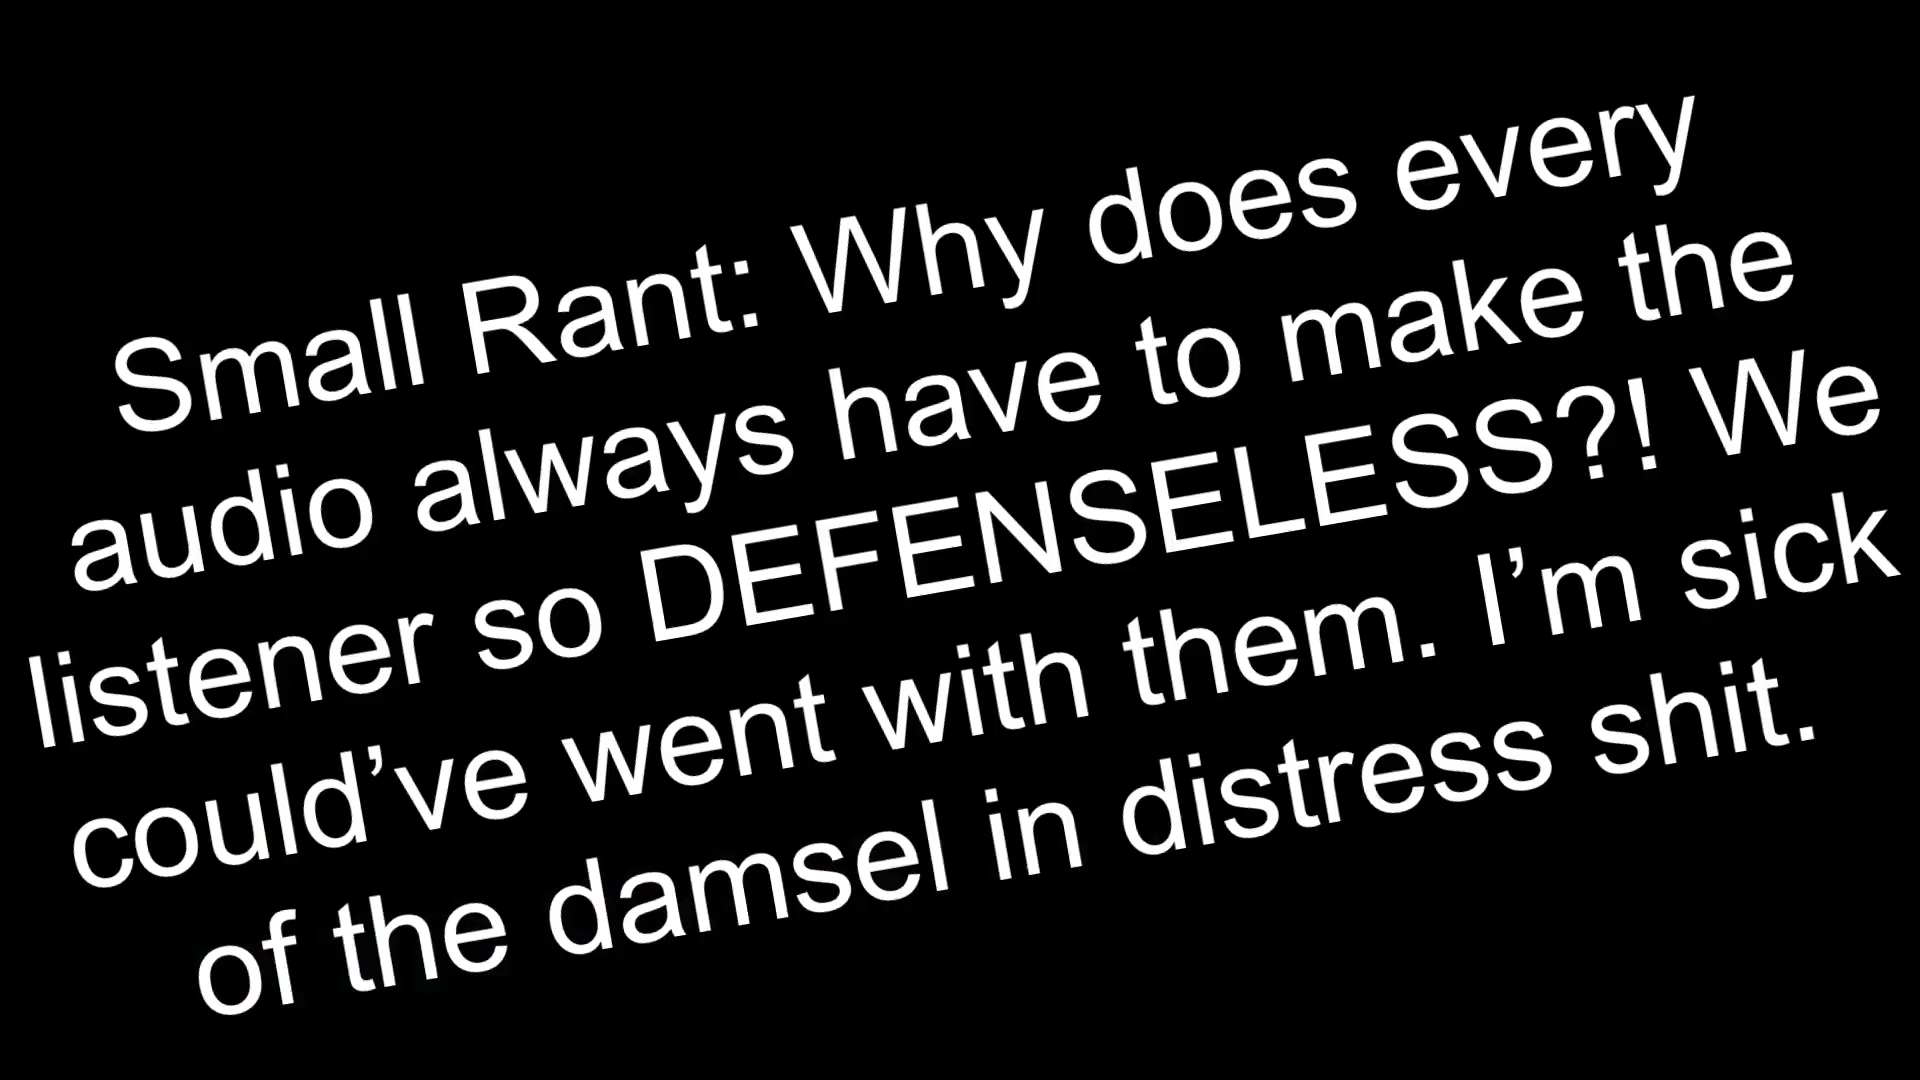 Small Rant: Why does every
audio always have to make the
listener so DEFENSELESS?! We
could’ve went with them. I’m sick
of the damsel in distress shit.